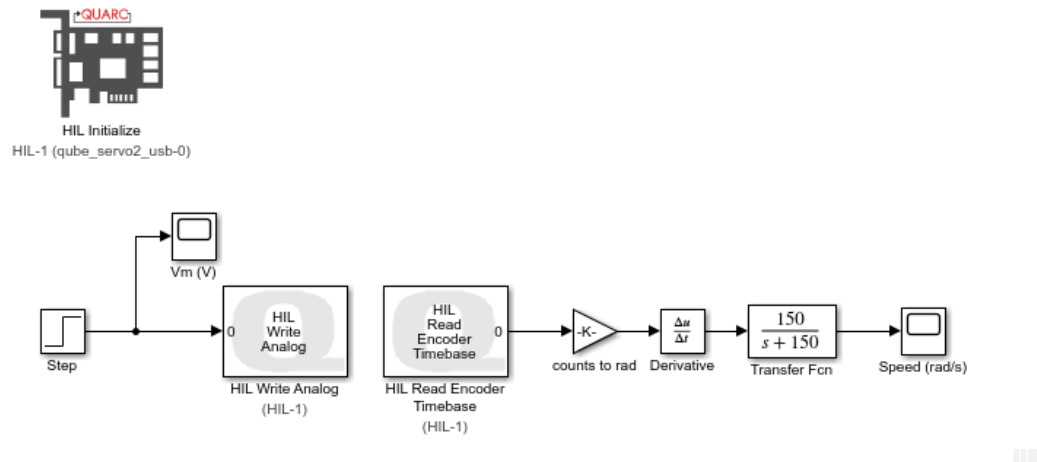 QUARC
HIL Initialize
HIL-1 (qube_servo2_usb-0)
Vm (V)
Step
0
HIL
Write
Analog
HIL Write Analog
(HIL-1)
HIL
Read
Encoder
Timebase
0
HIL Read Encoder
Timebase
(HIL-1)
-K-
counts to rad
Δu
Δt
Derivative
150
s + 150
Transfer Fcn
Speed (rad/s)